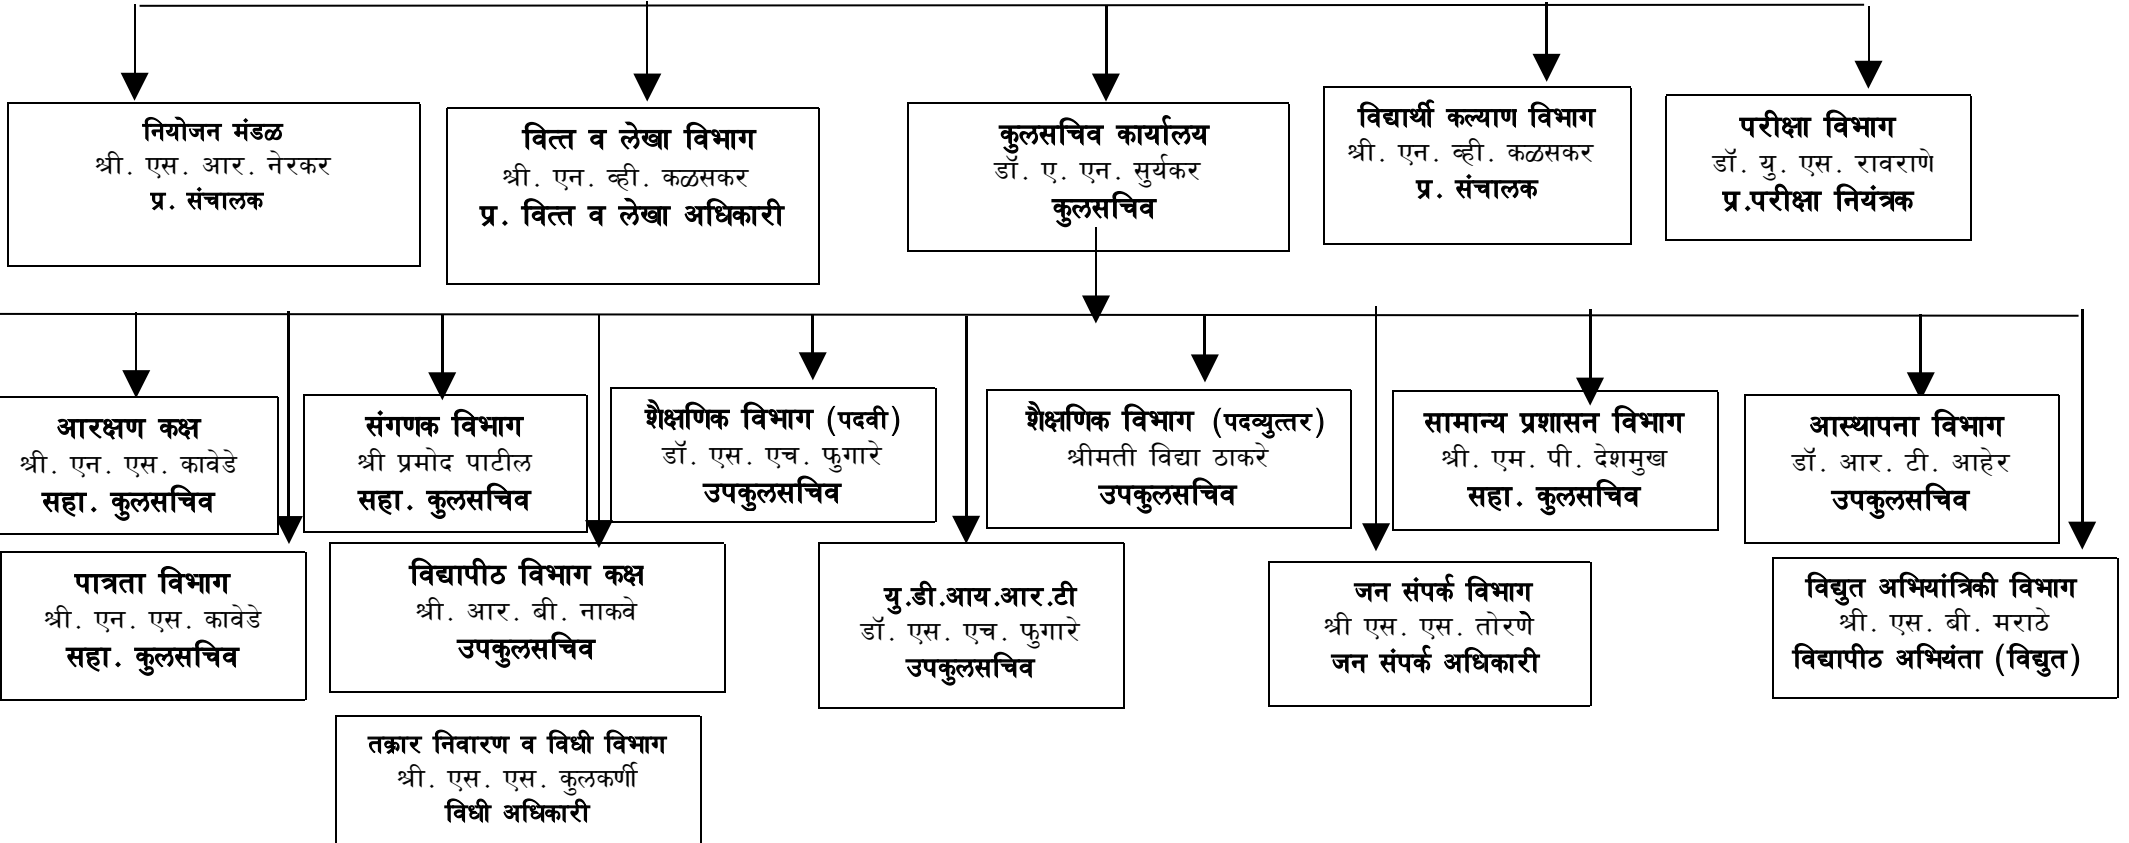 नियोजन मंडळ
श्री. एस. आर. नेरकर
प्र. संचालक
वित्त व लेखा विभाग
श्री. एन. व्ही. कळसकर
प्र. वित्त व लेखा अधिकारी
कुलसचिव कार्यालय
डॉ. ए. एन. सुर्यकर
कुलसचिव
विद्यार्थी कल्याण विभाग
श्री. एन. व्ही. कळसकर
प्र. संचालक
परीक्षा विभाग
डॉ. यु. एस. रावराणे
प्र.परीक्षा नियंत्रक
आरक्षण कक्ष
श्री. एन. एस. कावेडे
सहा. कुलसचिव
संगणक विभाग
श्री प्रमोद पाटील
सहा. कुलसचिव
शैक्षणिक विभाग (पदवी)
डॉ. एस. एच. फुगारे
उपकुलसचिव
शैक्षणिक विभाग (पदव्युत्तर)
श्रीमती विद्या ठाकरे
उपकुलसचिव
सामान्य प्रशासन विभाग
श्री. एम. पी. देशमुख
सहा. कुलसचिव
आस्थापना विभाग
डॉ. आर. टी. आहेर
उपकुलसचिव
पात्रता विभाग
श्री. एन. एस. कावेडे
सहा. कुलसचिव
विद्यापीठ विभाग कक्ष
श्री. आर. बी. नाकवे
उपकुलसचिव
यु.डी.आय.आर.टी
डॉ. एस. एच. फुगारे
उपकुलसचिव
जन संपर्क विभाग
श्री एस. एस. तोरणे
जन संपर्क अधिकारी
विद्युत अभियांत्रिकी विभाग
श्री. एस. बी. मराठे
विद्यापीठ अभियंता (विद्युत)
तक्रार निवारण व विधी विभाग
श्री. एस. एस. कुलकर्णी
विधी अधिकारी